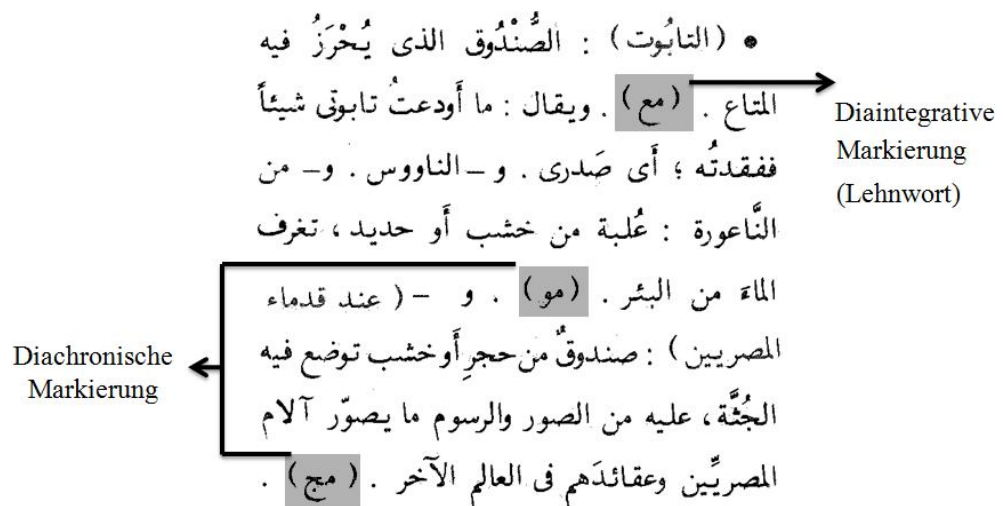 • (التابُوت) : الصُّنْدُوق الذى يُحْرَزُ فيه
المتاع . (مع) . ويقال : ما أَودعتُ تابوتى شيئاً
ففقدتُه ؛ أَى صَدرى . و – الناووس . و– من
النَّاعورة : عُلبة من خشب أَو حديد ، تغرف
الماءَ من البئر . (مو) . و – ( عند قدماء
المصريين ) : صندوقٌ من حجرٍ أَو خشب توضع فيه
الجُثَّة ، عليه من الصور والرسوم ما يصوّر آلام
المصريِّين وعقائدَهم فى العالم الآخر . ( مج ) .
Diaintegrative
Markierung
(Lehnwort)
Diachronische
Markierung